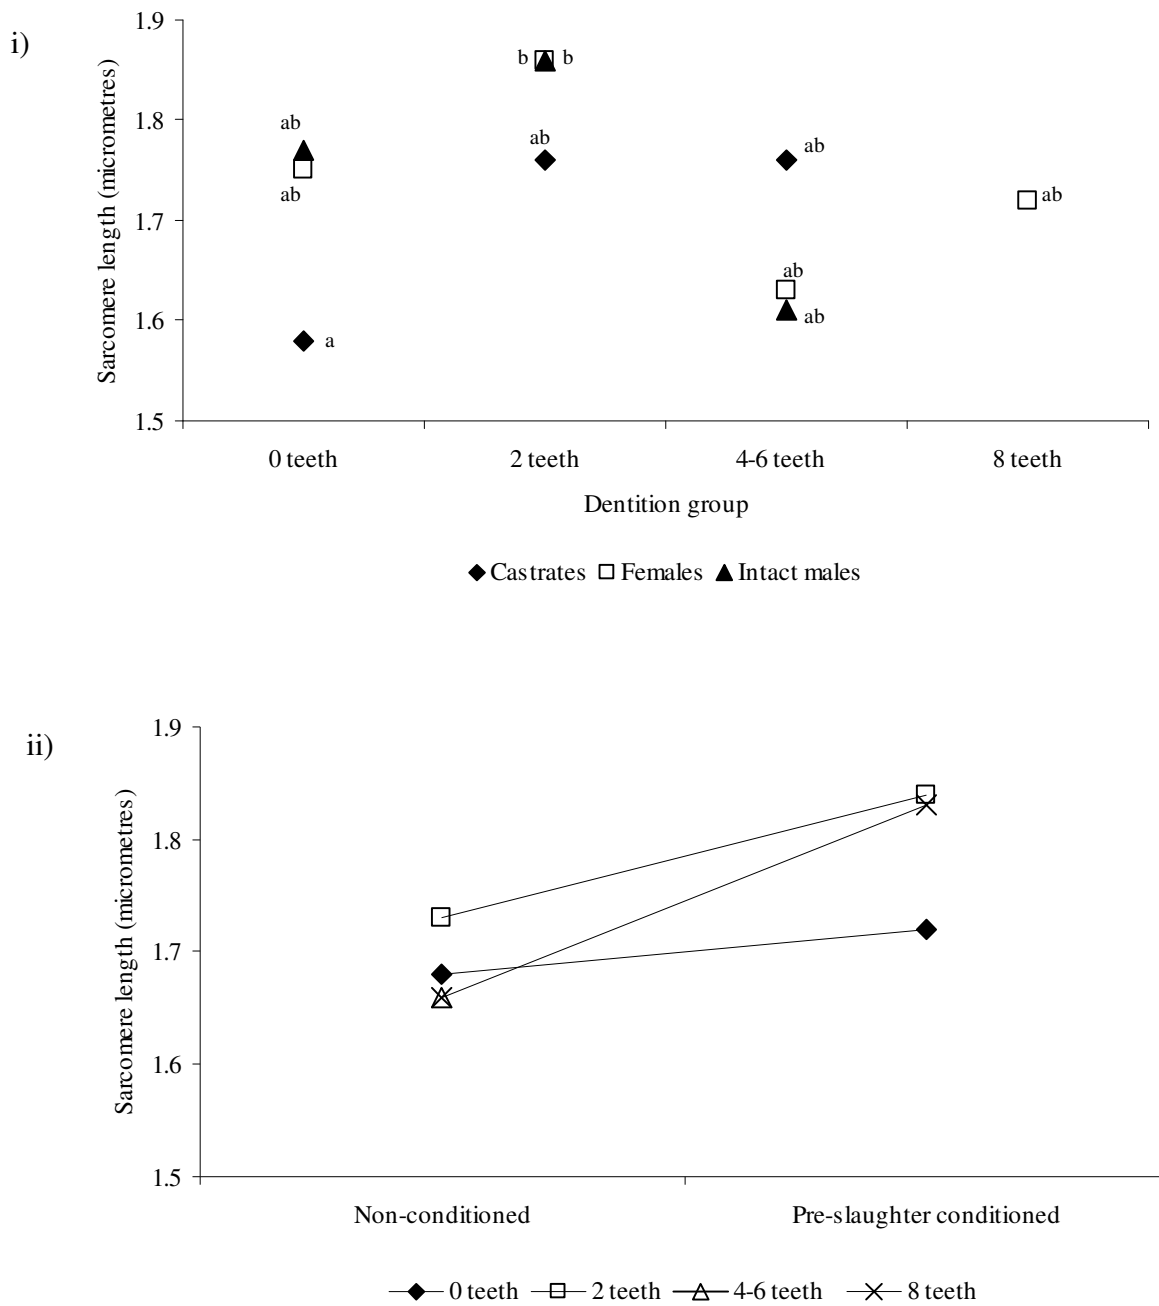 i)
Sarcomere length (micrometres)
1.9
1.8
1.7
1.6
1.5
ab
ab
a
b b
ab
ab
ab
ab
ab
0 teeth 2 teeth 4-6 teeth 8 teeth
Dentition group
Castrates Females Intact males
ii)
Sarcomere length (micrometres)
1.9
1.8
1.7
1.6
1.5
Non-conditioned Pre-slaughter conditioned
0 teeth 2 teeth 4-6 teeth 8 teeth